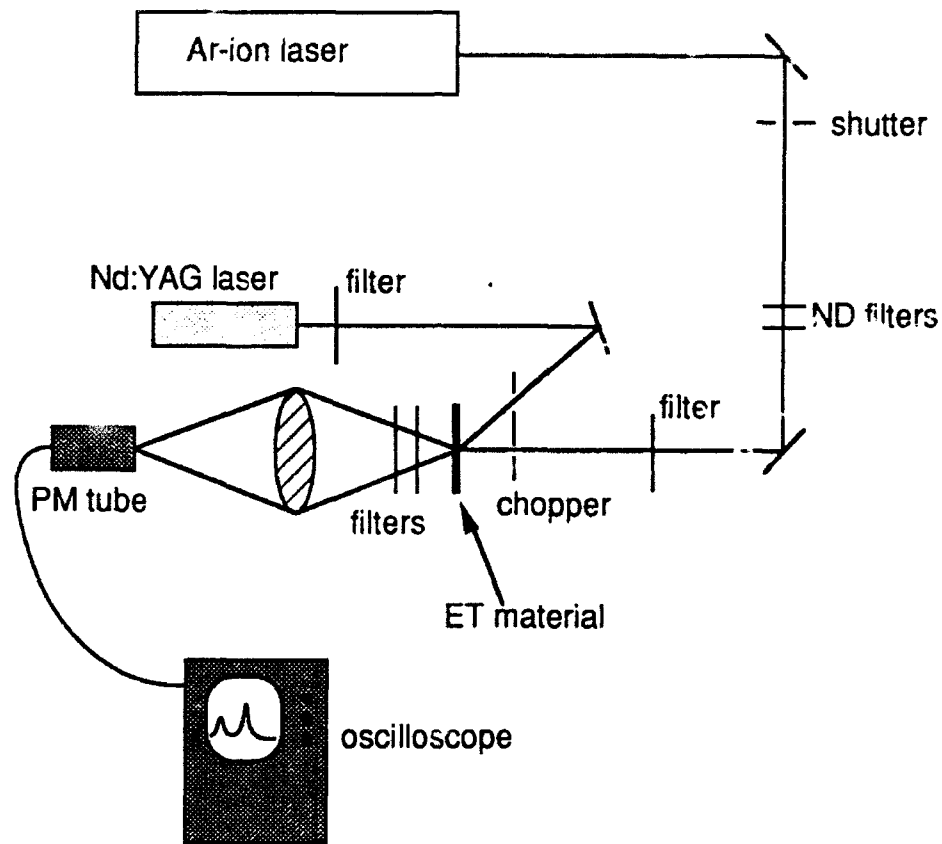 Ar-ion laser
shutter
Nd:YAG laser
filter
ND filters
filter
PM tube
filters
chopper
ET material
oscilloscope